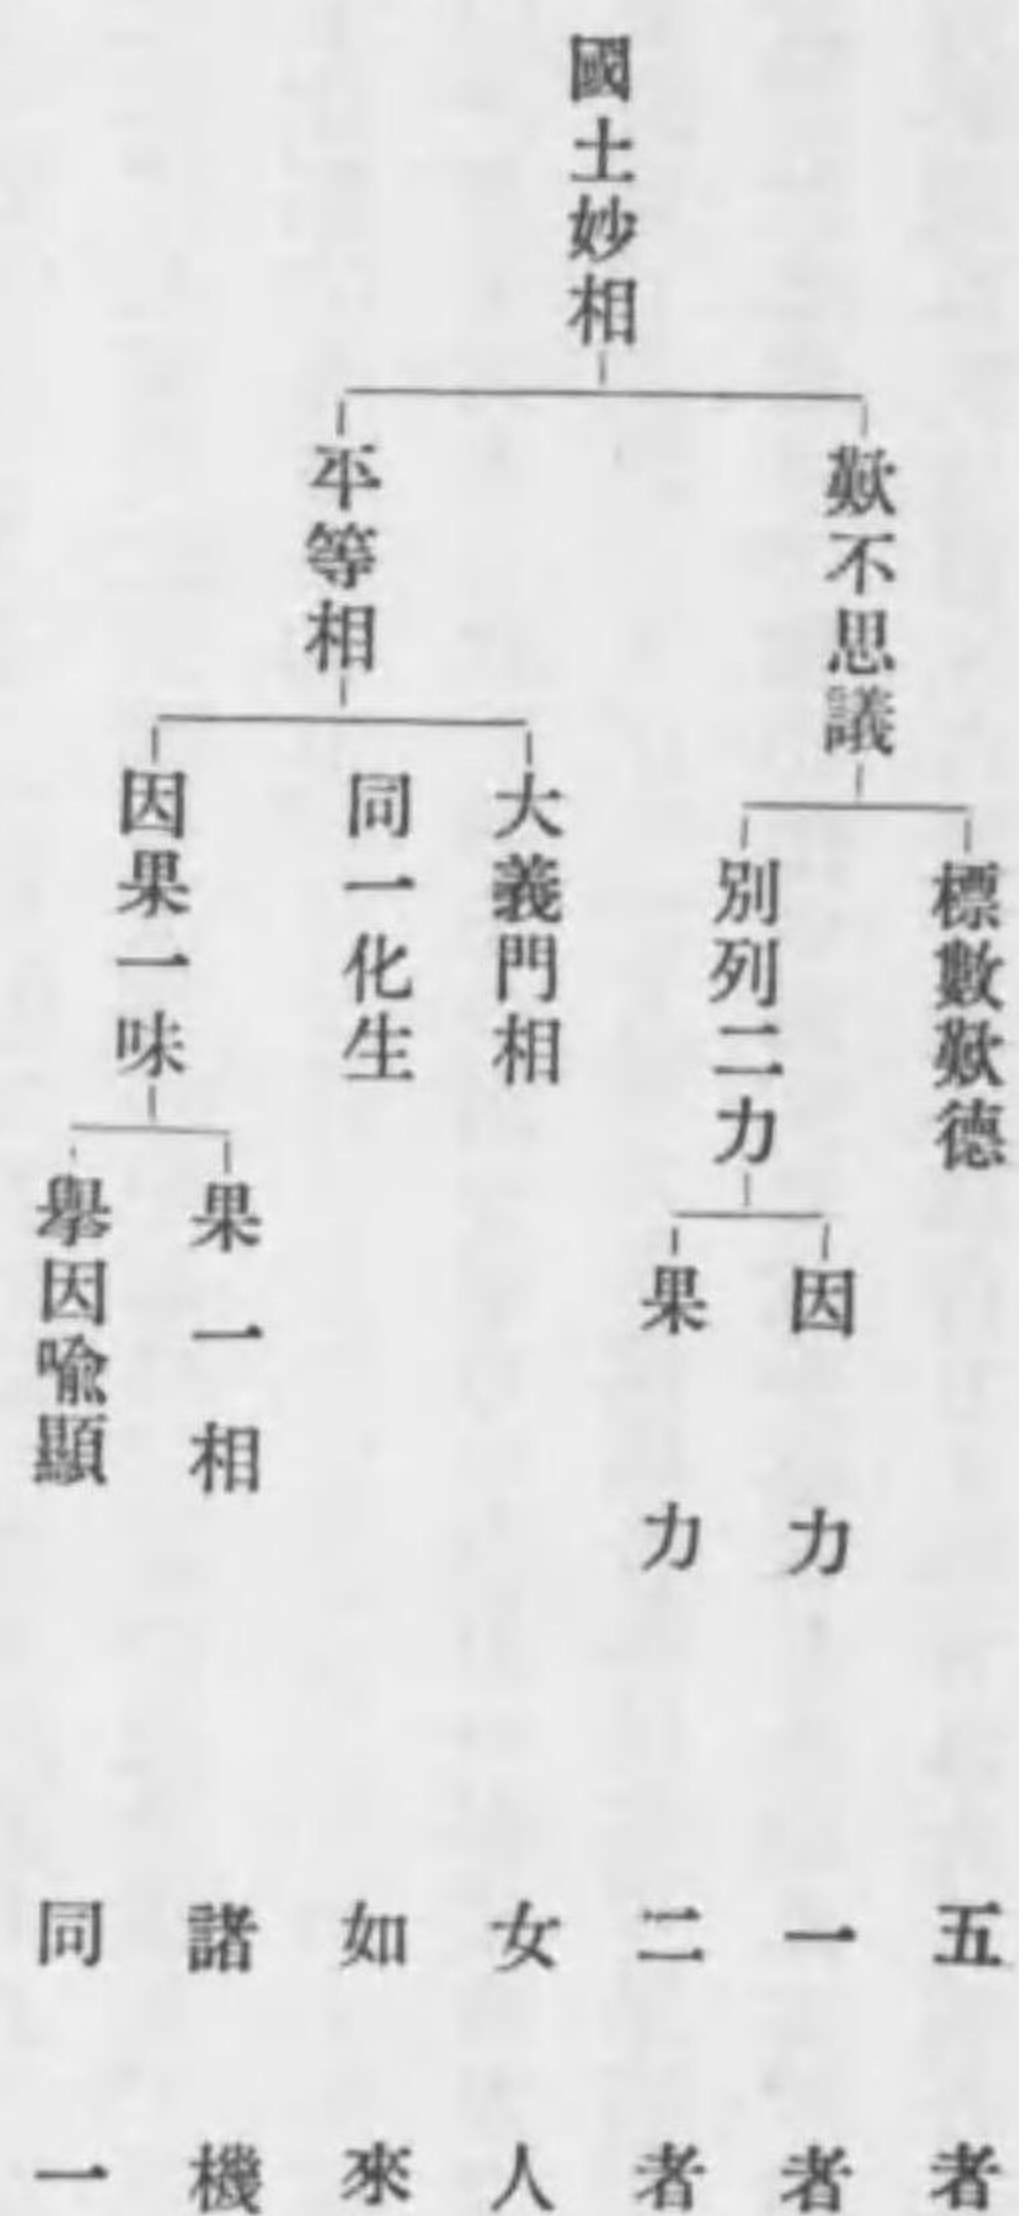 國土妙相
歎不思議
標數歎德
五者
別列二力
因力
一者
果力
二者
平等相
大義門相
女人
同一化生
如來
因果一味
果一相
諸機
擧因喩顯
同一